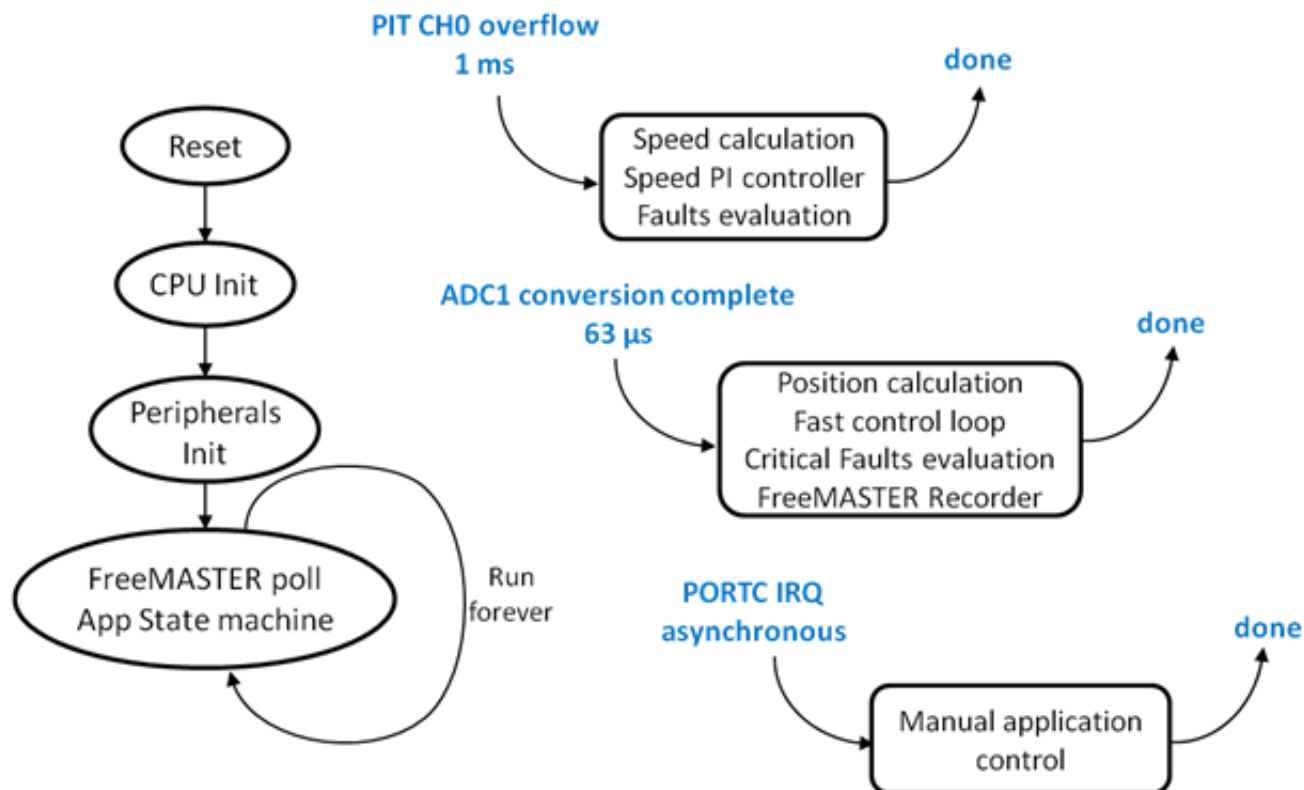 Reset
CPU Init
Peripherals
Init
FreeMASTER poll
App State machine
Run
forever
PIT CH0 overflow
1 ms
done
Speed calculation
Speed PI controller
Faults evaluation
ADC1 conversion complete
63 µs
done
Position calculation
Fast control loop
Critical Faults evaluation
FreeMASTER Recorder
PORTC IRQ
asynchronous
done
Manual application
control